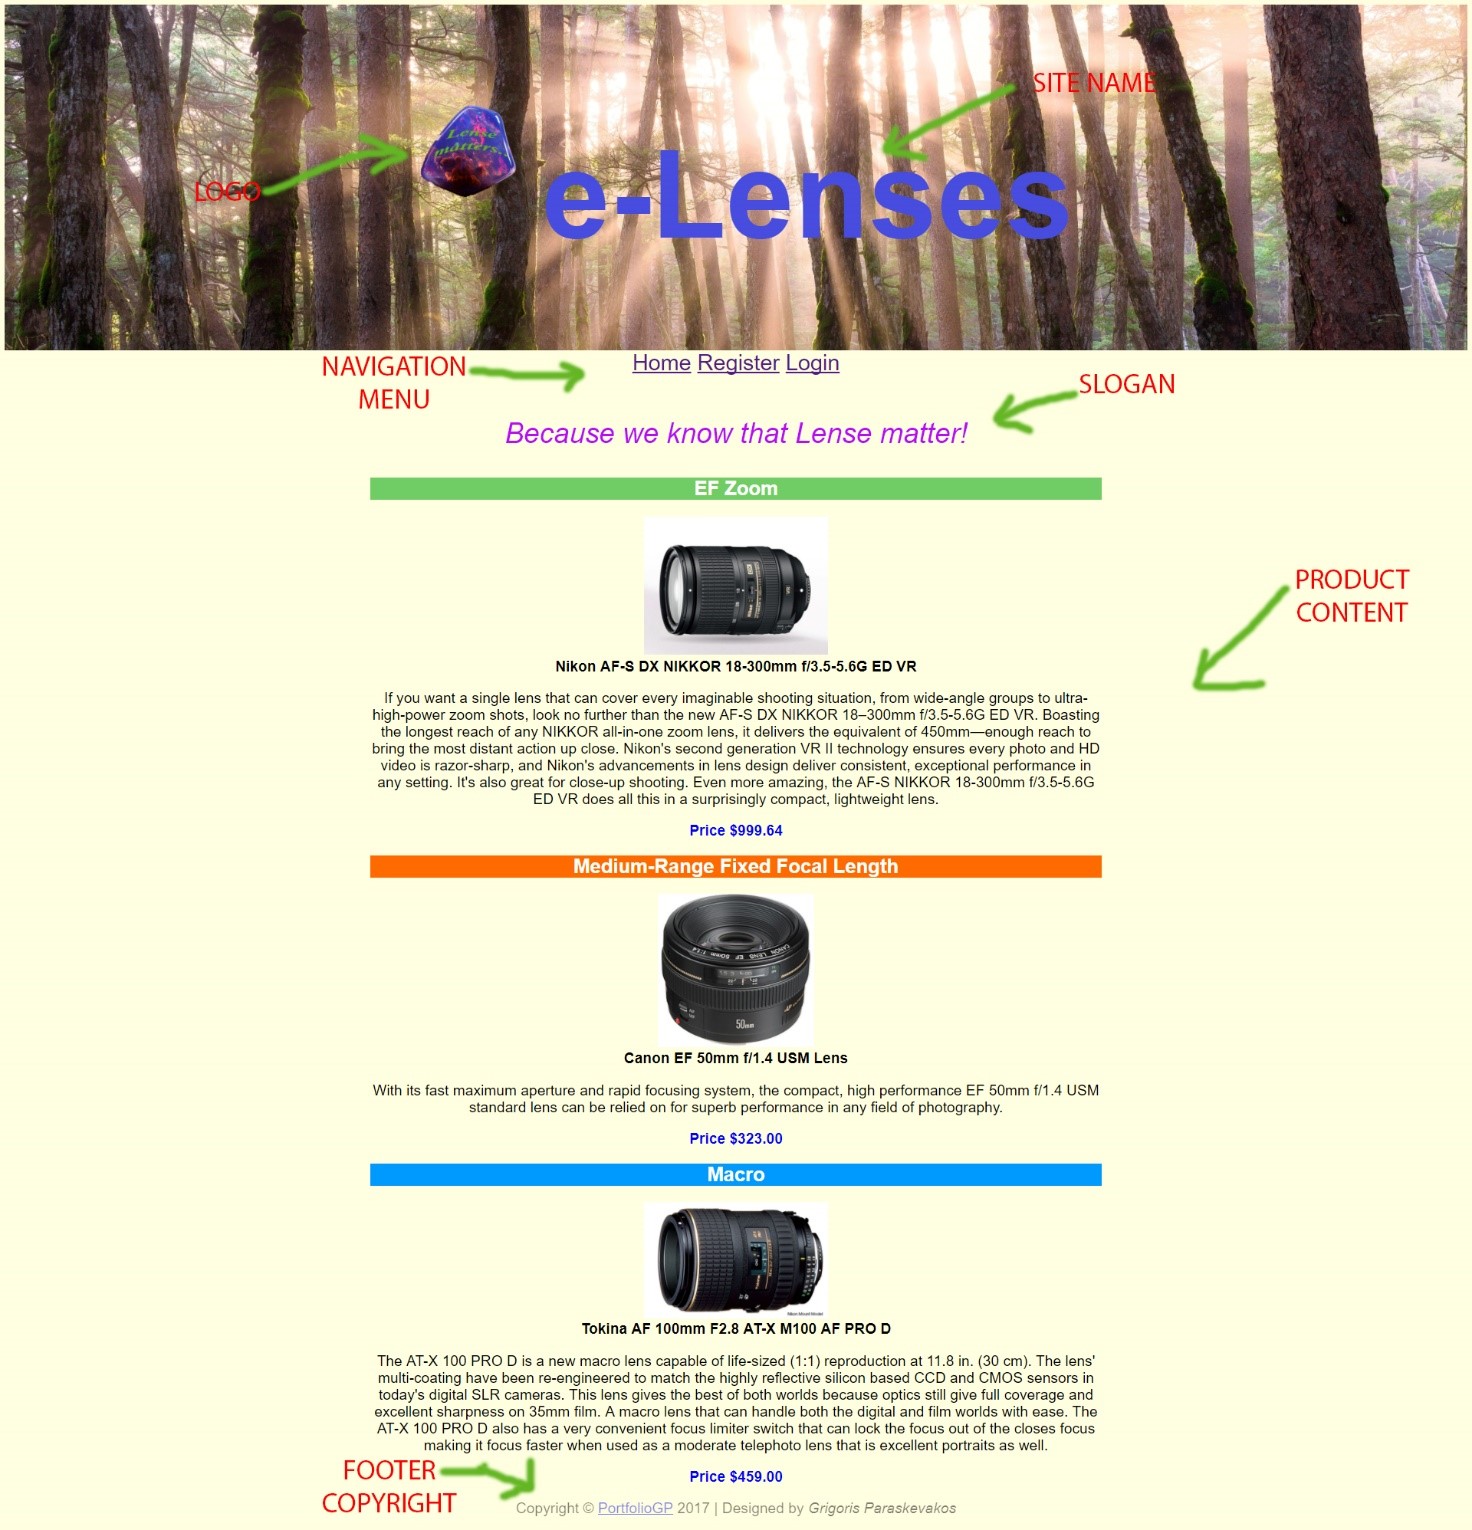 SITE NAME
Lense
matters.
LOGO
e-Lenses
NAVIGATION
MENU
Home Register Login
SLOGAN
Because we know that Lense matter!
EF Zoom
PRODUCT
CONTENT
Nikon AF-S DX NIKKOR 18-300mm f/3.5-5.6G ED VR
If you want a single lens that can cover every imaginable shooting situation, from wide-angle groups to ultra-
high-power zoom shots, look no further than the new AF-S DX NIKKOR 18–300mm f/3.5-5.6G ED VR. Boasting
the longest reach of any NIKKOR all-in-one zoom lens, it delivers the equivalent of 450mm—enough reach to
bring the most distant action up close. Nikon's second generation VR II technology ensures every photo and HD
video is razor-sharp, and Nikon's advancements in lens design deliver consistent, exceptional performance in
any setting. It's also great for close-up shooting. Even more amazing, the AF-S NIKKOR 18-300mm f/3.5-5.6G
ED VR does all this in a surprisingly compact, lightweight lens.
Price $999.64
Medium-Range Fixed Focal Length
CANON LENS EF 50mm 1:1.4
50mm
Canon EF 50mm f/1.4 USM Lens
With its fast maximum aperture and rapid focusing system, the compact, high performance EF 50mm f/1.4 USM
standard lens can be relied on for superb performance in any field of photography.
Price $323.00
Macro
Nikon Mount Model
Tokina AF 100mm F2.8 AT-X M100 AF PRO D
The AT-X 100 PRO D is a new macro lens capable of life-sized (1:1) reproduction at 11.8 in. (30 cm). The lens'
multi-coating have been re-engineered to match the highly reflective silicon based CCD and CMOS sensors in
today's digital SLR cameras. This lens gives the best of both worlds because optics still give full coverage and
excellent sharpness on 35mm film. A macro lens that can handle both the digital and film worlds with ease. The
AT-X 100 PRO D also has a very convenient focus limiter switch that can lock the focus out of the closes focus
making it focus faster when used as a moderate telephoto lens that is excellent portraits as well.
Price $459.00
FOOTER
COPYRIGHT
Copyright © PortfolioGP 2017 | Designed by Grigoris Paraskevakos